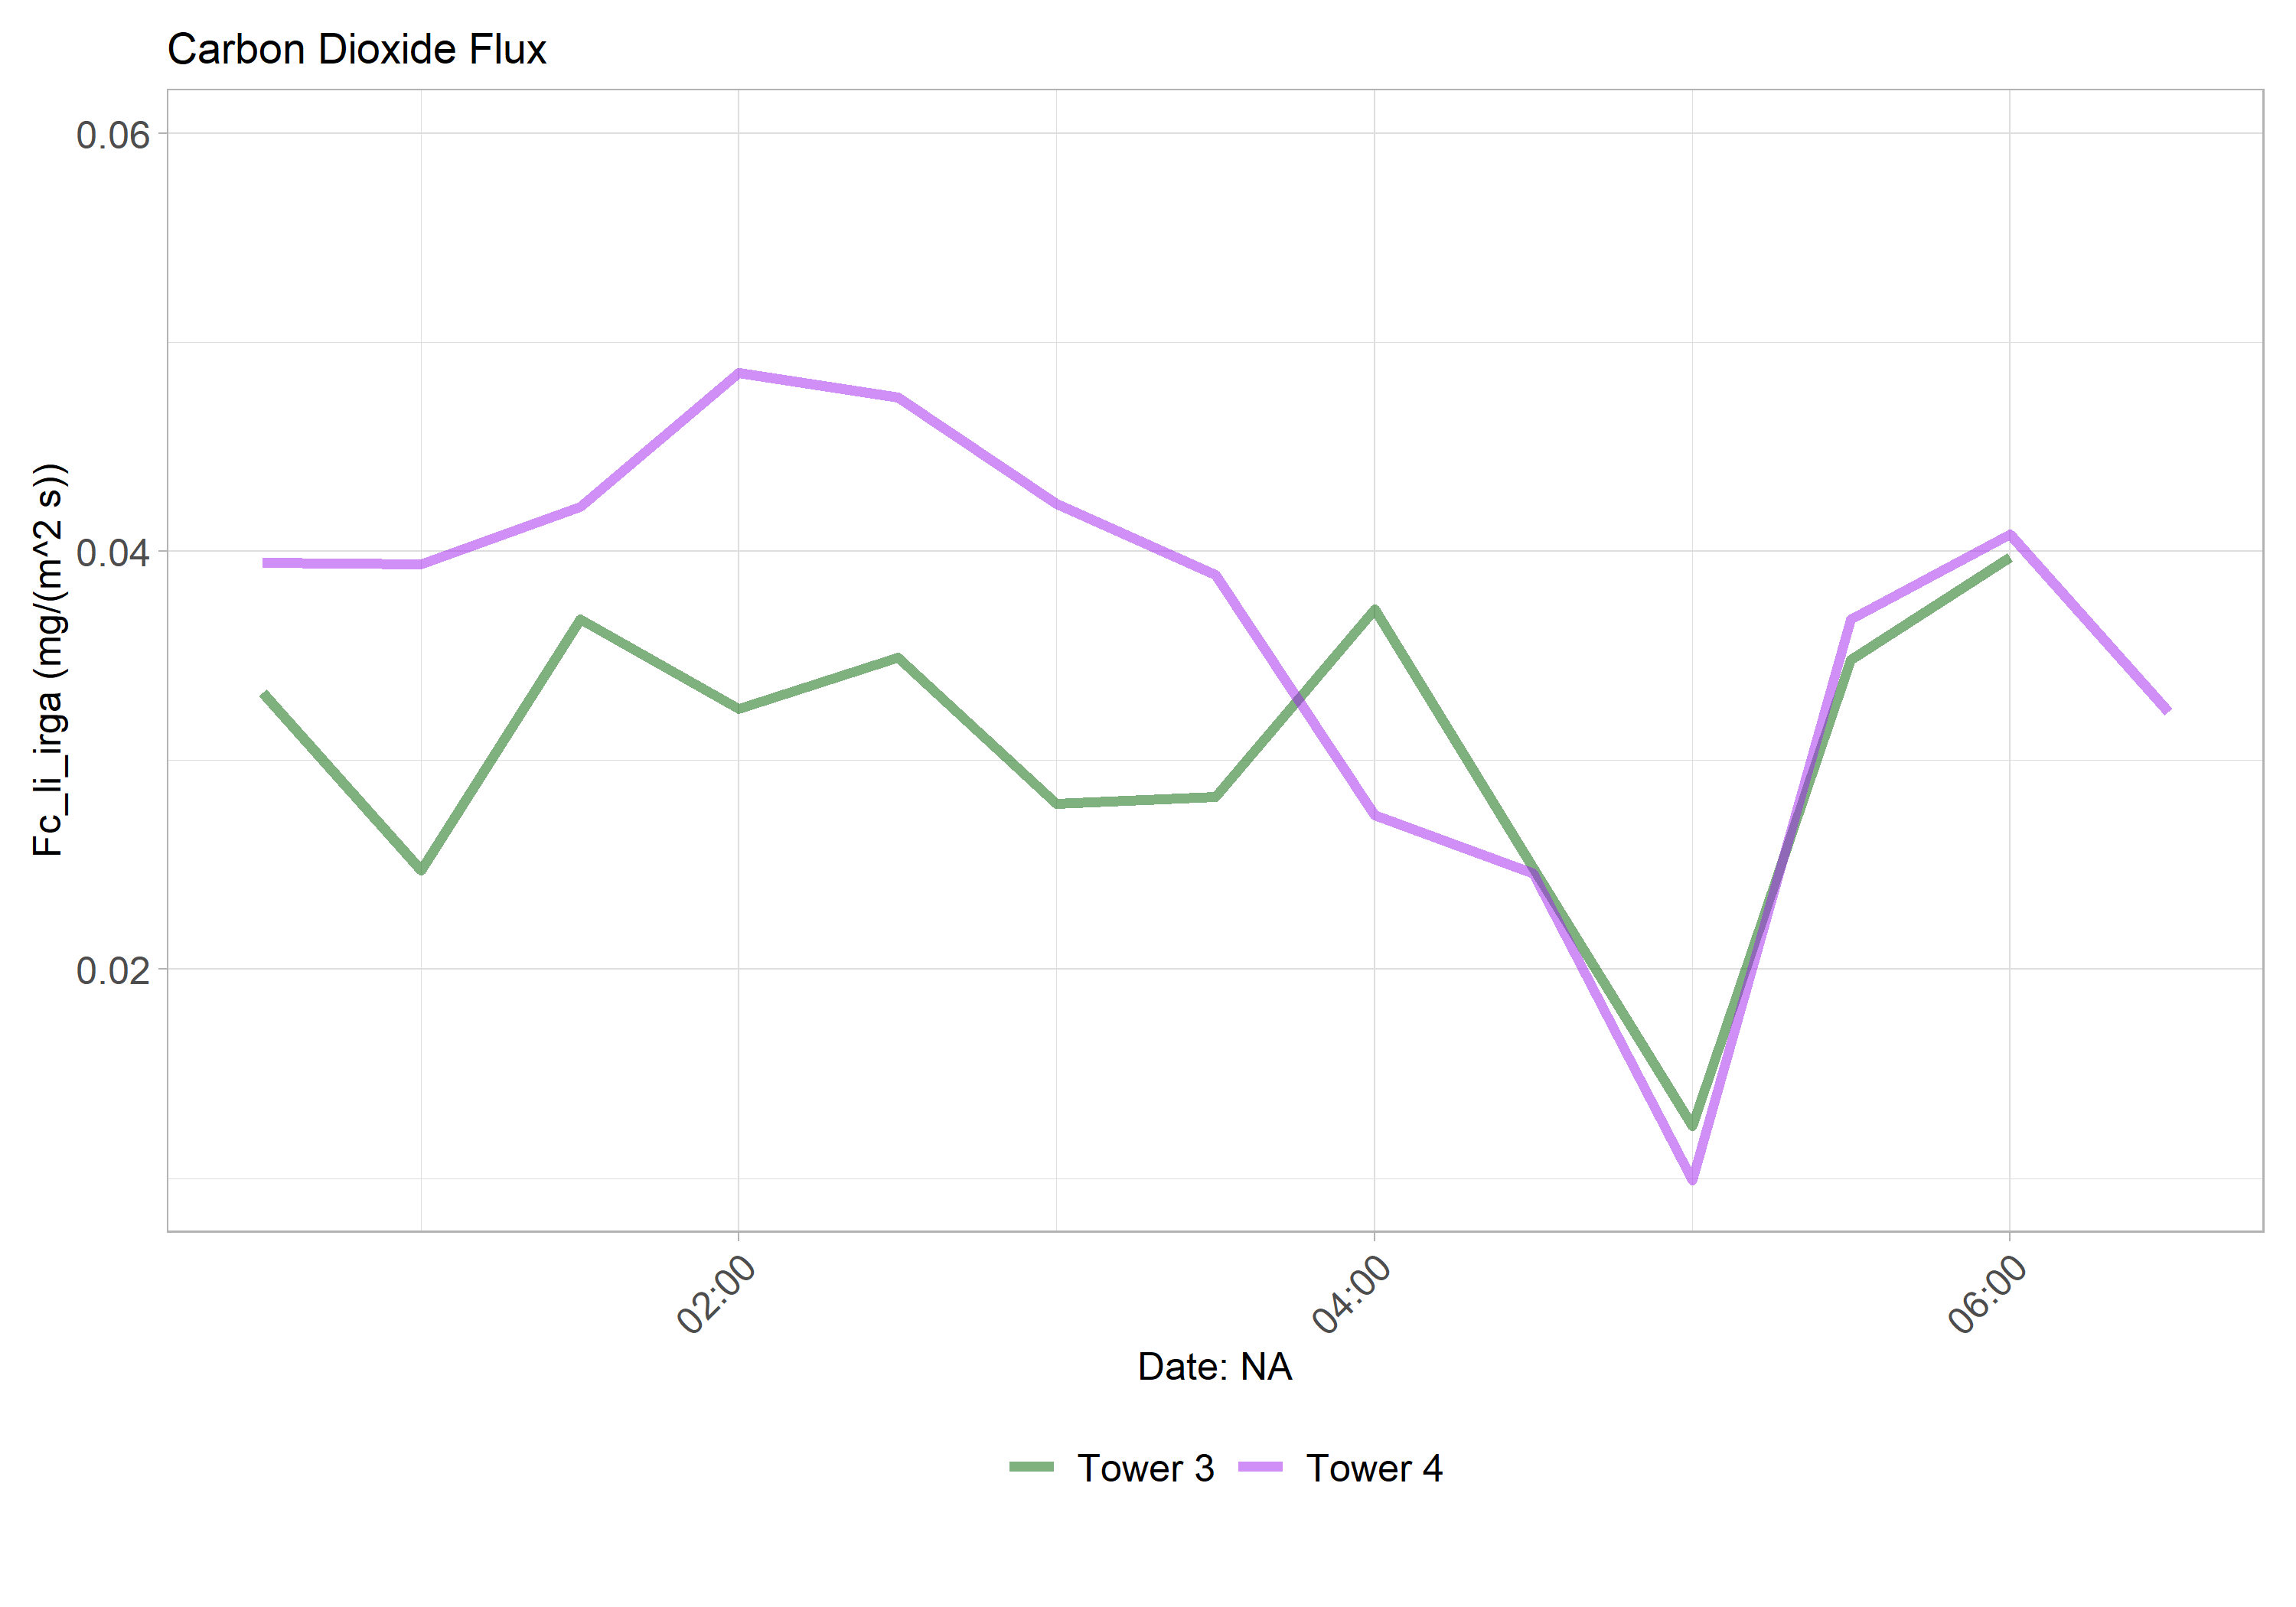 Carbon Dioxide Flux
Fc_li_irga (mg/(m^2 s))
0.06
0.04
0.02
02:00
04:00
06:00
Date: NA
Tower 3
Tower 4